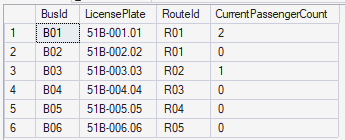 BusId LicensePlate RouteId CurrentPassengerCount
1 B01 51B-001.01 R01 2
2 B02 51B-002.02 R01 0
3 B03 51B-003.03 R02 1
4 B04 51B-004.04 R03 0
5 B05 51B-005.05 R04 0
6 B06 51B-006.06 R05 0